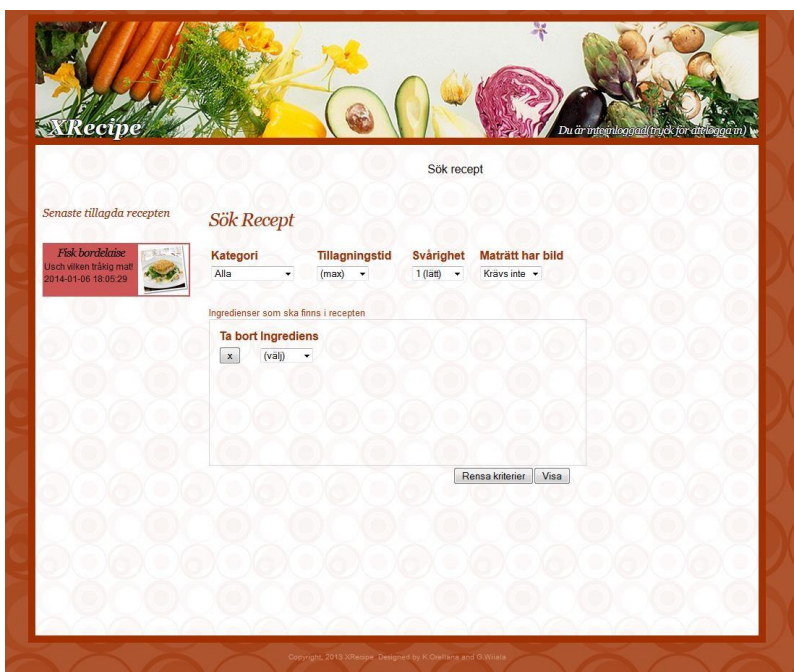 XRecipe
Du är inte inloggad(tryck för att logga in)
Sök recept
Senaste tillagda recepten
Fisk bordelaise
Usch vilken tråkig mat!
2014-01-06 18:05:29
Sök Recept
Kategori Tillagningstid Svårighet Maträtt har bild
Alla (max) 1 (lätt) Krävs inte
Ingredienser som ska finns i recepten
Ta bort Ingrediens
x (välj)
Rensa kriterier Visa
Copyright, 2013 XRecipe. Designed by K.Orellana and G.